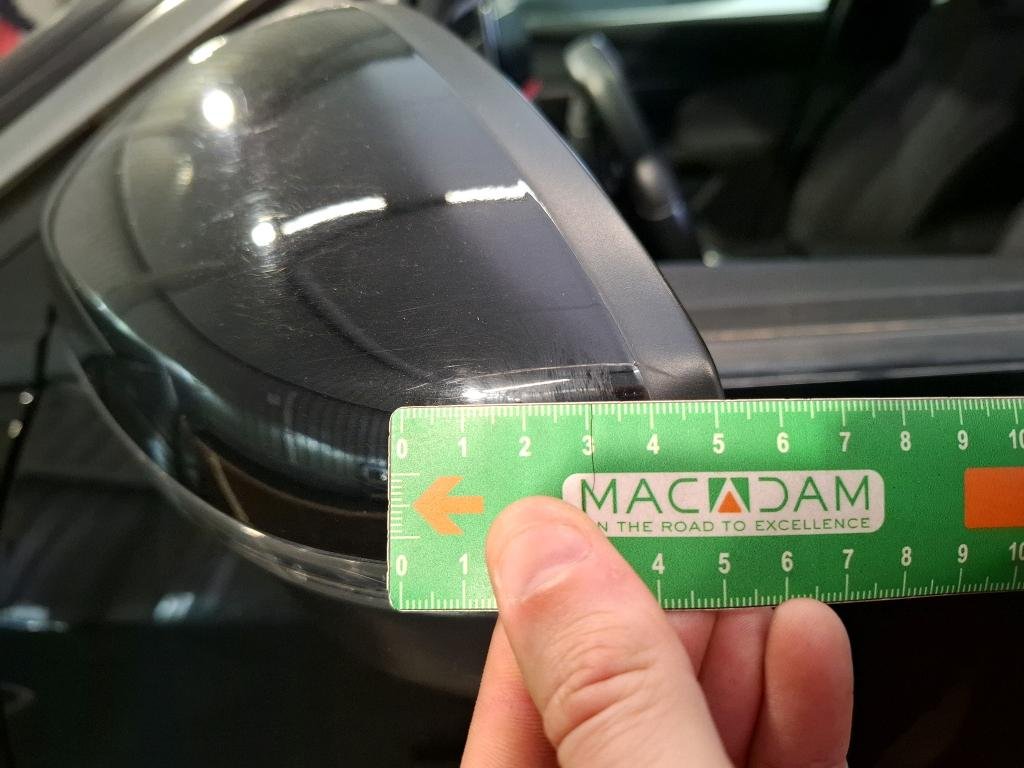 0 1 2 3 4 5 6 7 8 9 10
MACADAM
N THE ROAD TO EXCELLENCE
0 1 4 5 6 7 8 9 10